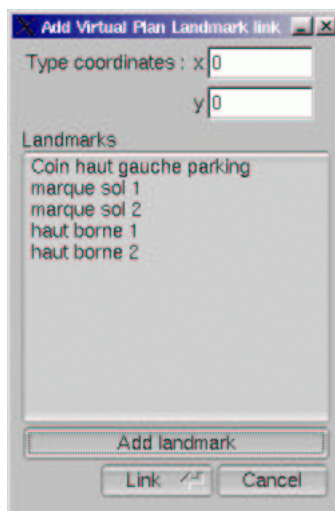 Add Virtual Plan Landmark link
Type coordinates : x 0
y 0
Landmarks
Coin haut gauche parking
marque sol 1
marque sol 2
haut borne 1
haut borne 2
Add landmark
Link Cancel